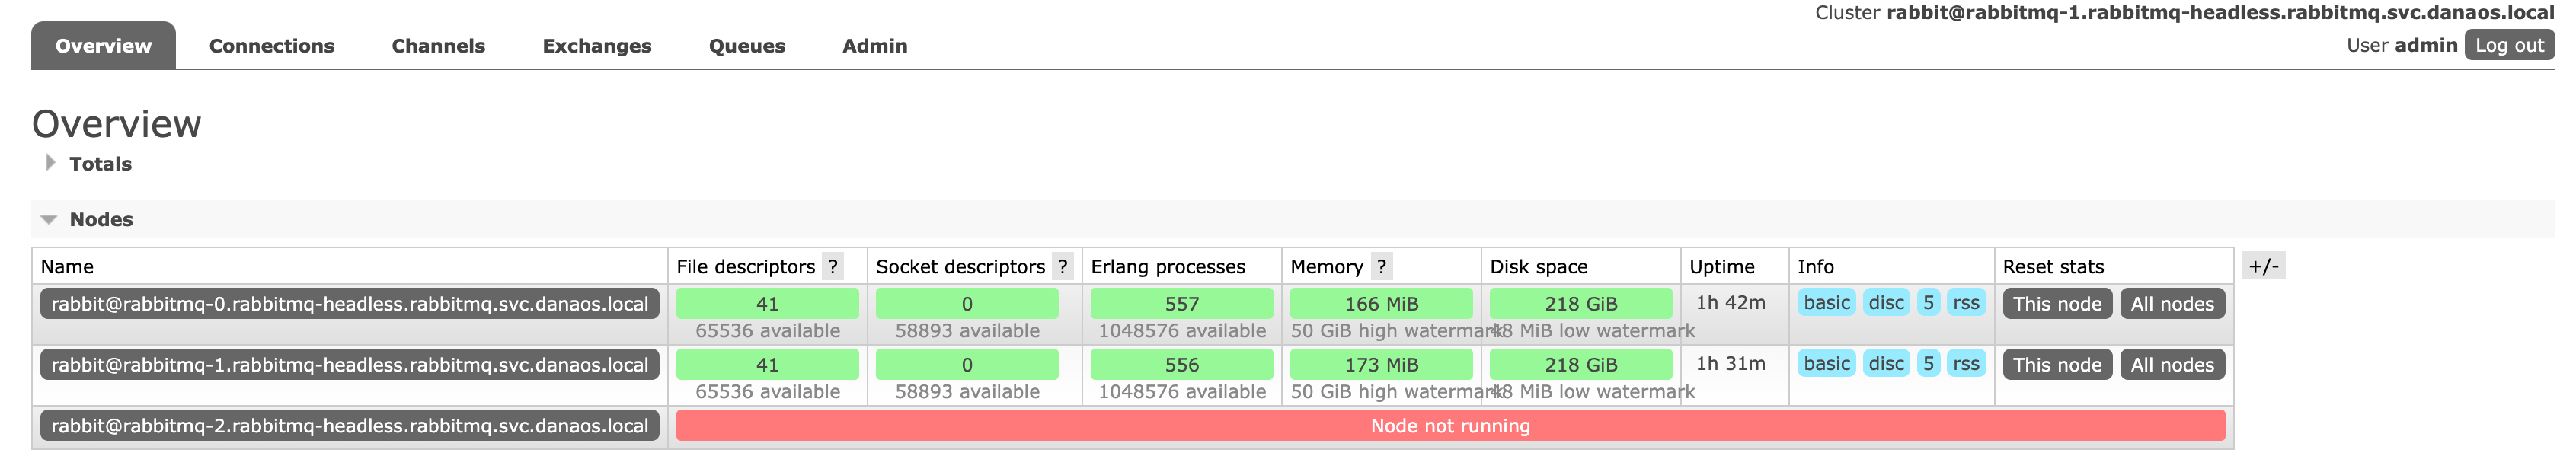 Cluster rabbit@rabbitmq-1.rabbitmq-headless.rabbitmq.svc.danaos.local
Overview Connections Channels Exchanges Queues Admin
User admin Log out
Overview
Totals
Nodes
Name File descriptors ? Socket descriptors ? Erlang processes Memory ? Disk space Uptime Info Reset stats +/-
rabbit@rabbitmq-0.rabbitmq-headless.rabbitmq.svc.danaos.local 41 0 557 166 MiB 218 GiB 1h 42m basic disc 5 rss This node All nodes
65536 available 58893 available 1048576 available 50 GiB high watermark 48 MiB low watermark
rabbit@rabbitmq-1.rabbitmq-headless.rabbitmq.svc.danaos.local 41 0 556 173 MiB 218 GiB 1h 31m basic disc 5 rss This node All nodes
65536 available 58893 available 1048576 available 50 GiB high watermark 48 MiB low watermark
rabbit@rabbitmq-2.rabbitmq-headless.rabbitmq.svc.danaos.local Node not running